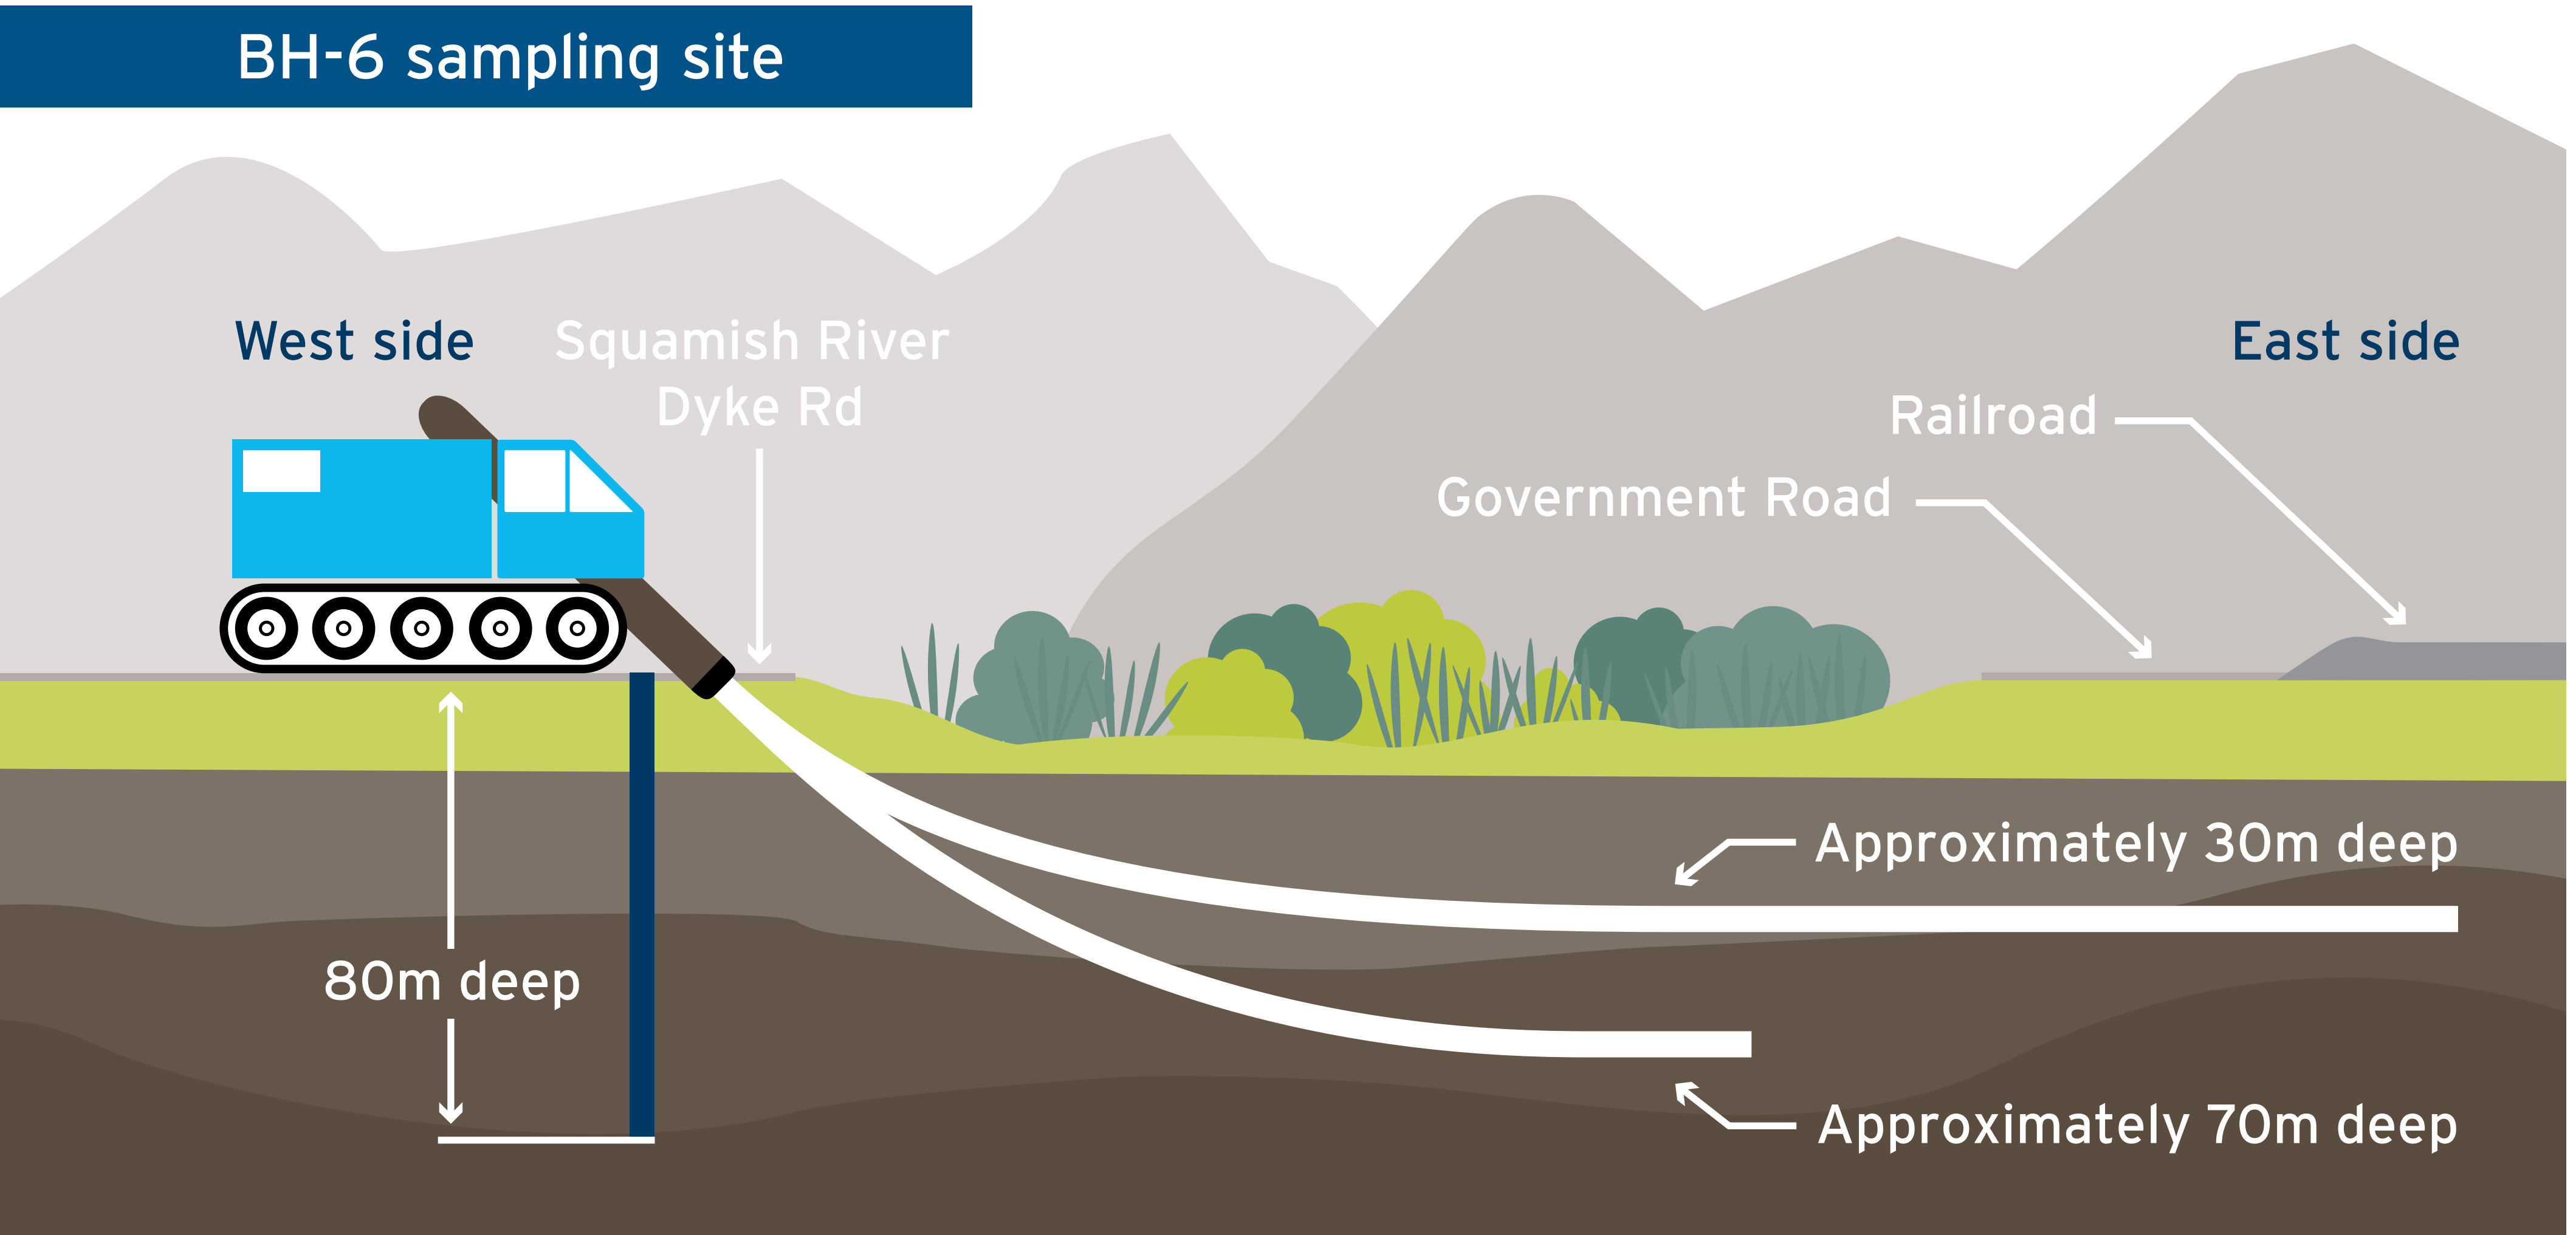 BH-6 sampling site
West side
Squamish River
Dyke Rd
East side
Railroad
Government Road
Approximately 30m deep
80m deep
Approximately 70m deep